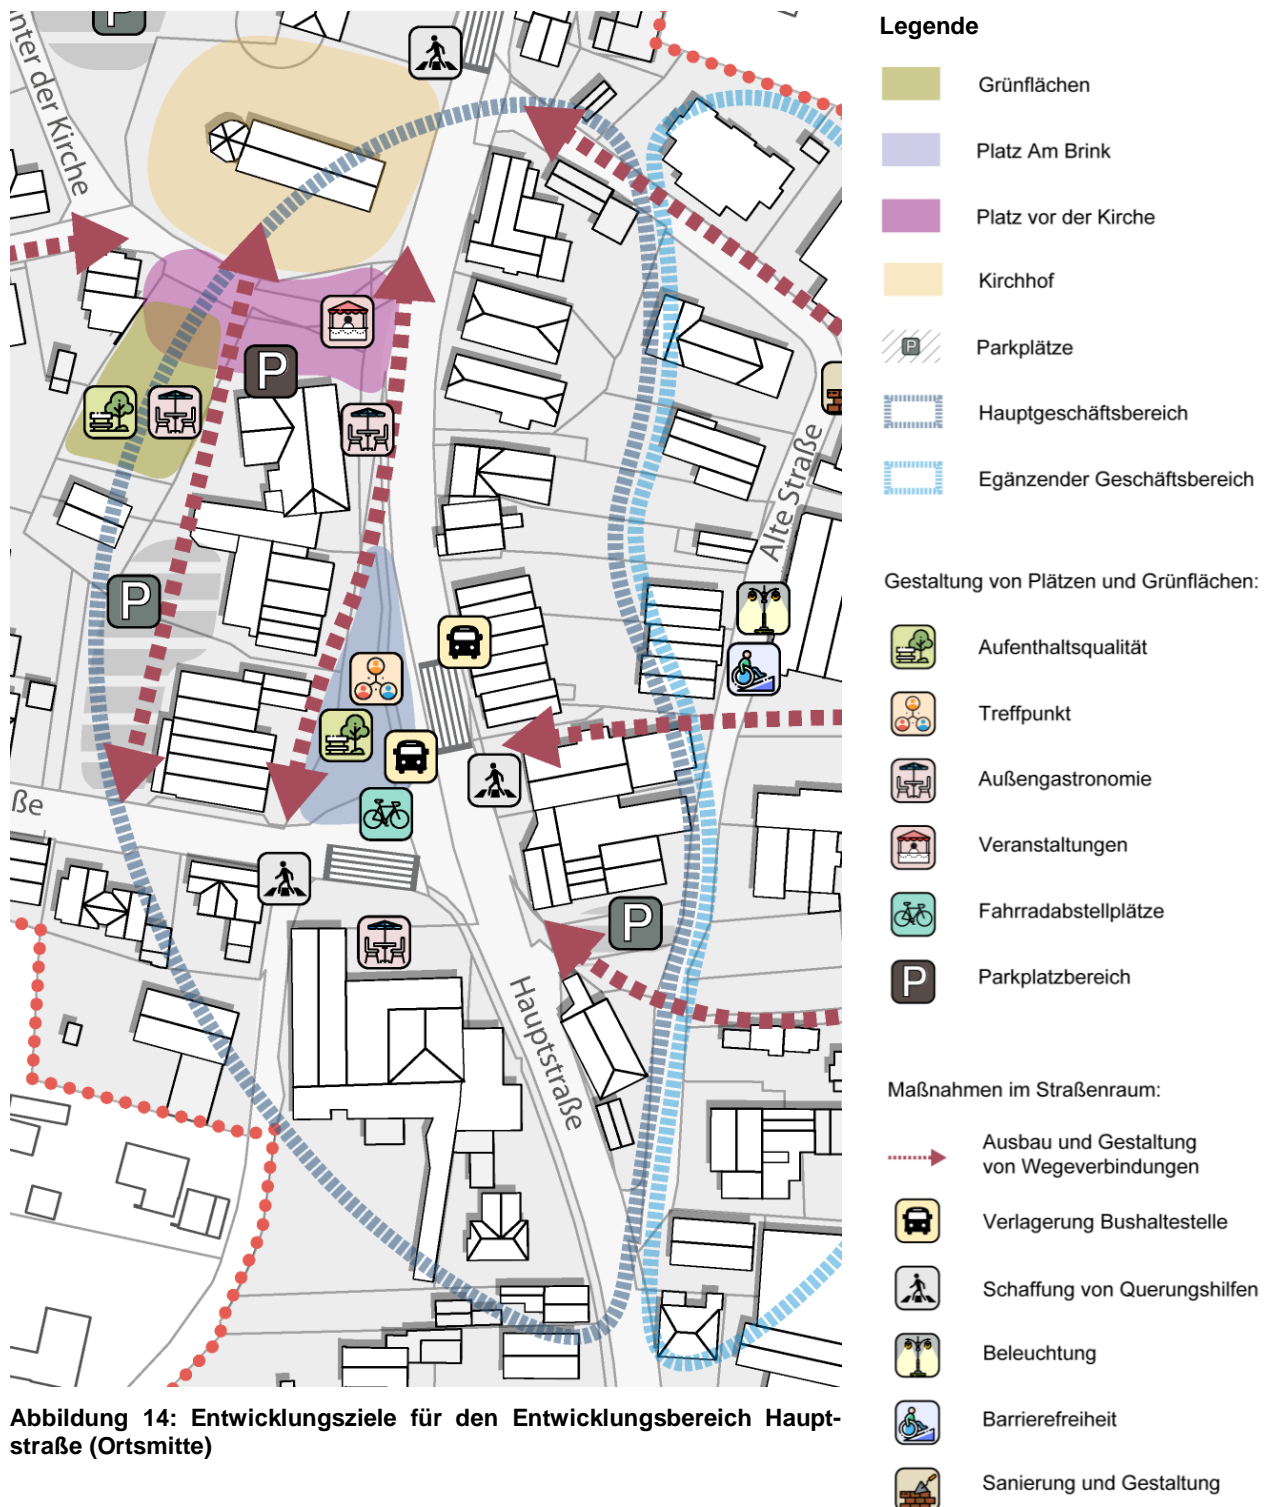 P
nter der Kirche
P
P
Alte Straße
ße
P
Hauptstraße
Abbildung 14: Entwicklungsziele für den Entwicklungsbereich Haupt-
straße (Ortsmitte)
Legende
Grünflächen
Platz Am Brink
Platz vor der Kirche
Kirchhof
P Parkplätze
Hauptgeschäftsbereich
Egänzender Geschäftsbereich
Gestaltung von Plätzen und Grünflächen:
Aufenthaltsqualität
Treffpunkt
Außengastronomie
Veranstaltungen
Fahrradabstellplätze
P Parkplatzbereich
Maßnahmen im Straßenraum:
Ausbau und Gestaltung
von Wegeverbindungen
Verlagerung Bushaltestelle
Schaffung von Querungshilfen
Beleuchtung
Barrierefreiheit
Sanierung und Gestaltung